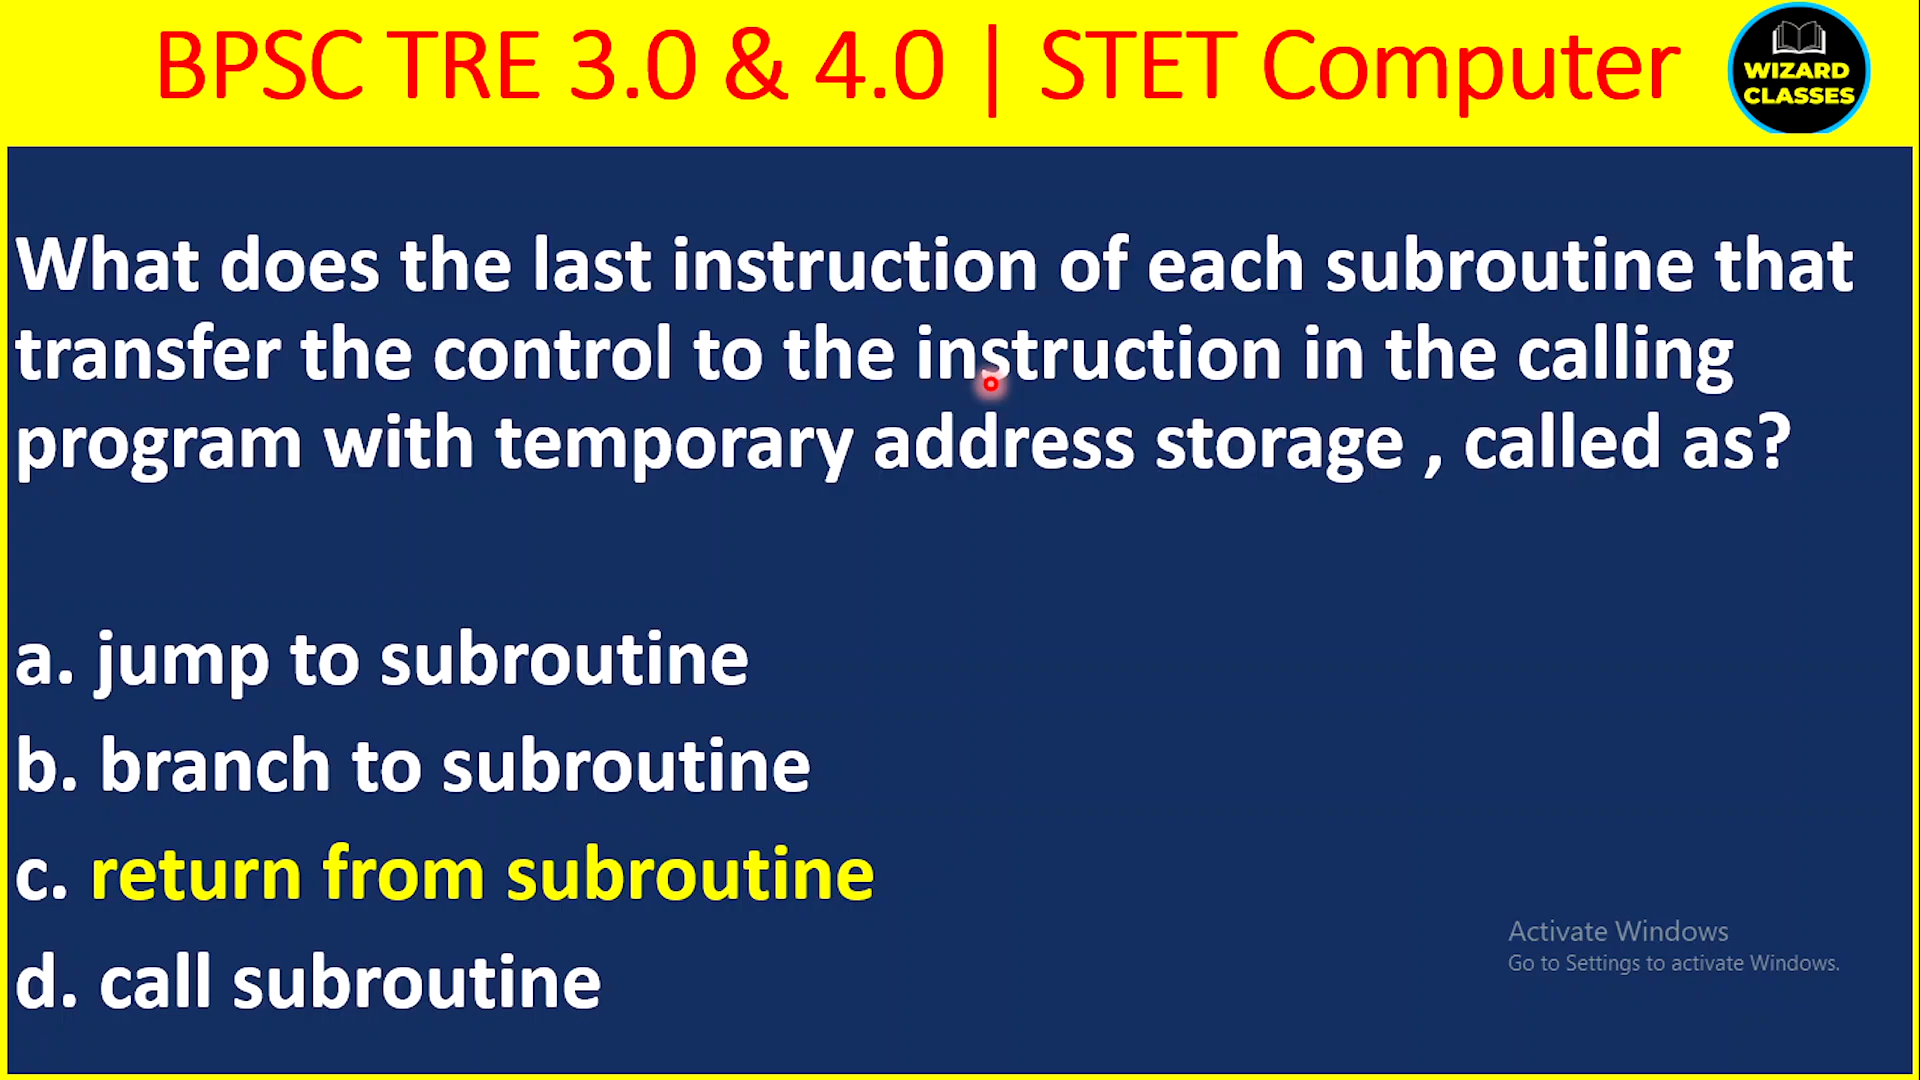 BPSC TRE 3.0 & 4.0 | STET Computer
WIZARD
CLASSES
What does the last instruction of each subroutine that
transfer the control to the instruction in the calling
program with temporary address storage , called as?
a. jump to subroutine
b. branch to subroutine
c. return from subroutine
d. call subroutine
Activate Windows
Go to Settings to activate Windows.